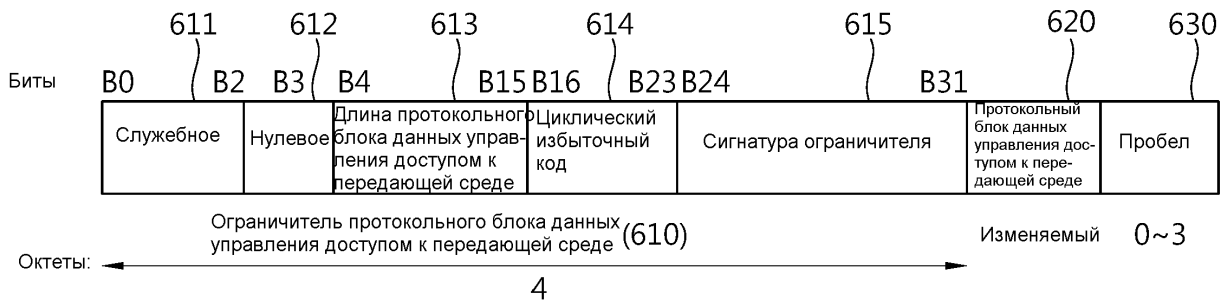 611 612 613 614 615 620 630
Биты B0 B2 B3 B4 B15 B16 B23 B24 B31
Служебное
Нулевое
Длина протокольного
блока данных управ-
ления доступом к
передающей среде
Циклический
избыточный
код
Сигнатура ограничителя
Протокольный
блок данных
управления дос-
тупом к пере-
дающей среде
Пробел
Ограничитель протокольного блока данных
управления доступом к передающей среде (610)
Изменяемый 0~3
Октеты:
4